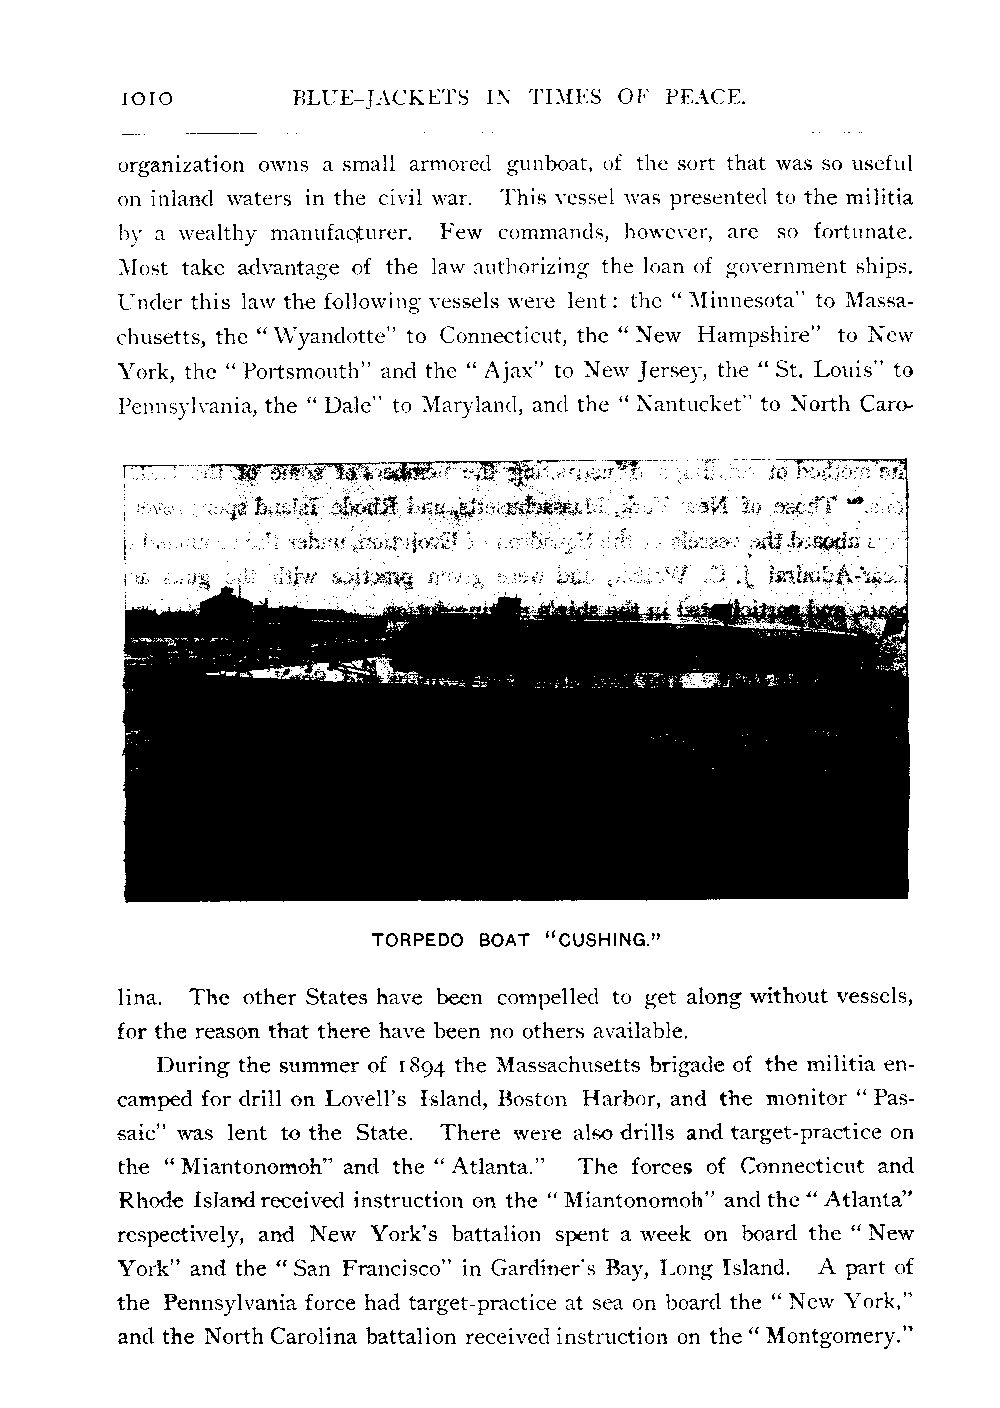 1010 BLUE-JACKETS IN TIMES OF PEACE.
organization owns a small armored gunboat, of the sort that was so useful
on inland waters in the civil war. This vessel was presented to the militia
by a wealthy manufacturer. Few commands, however, are so fortunate.
Most take advantage of the law authorizing the loan of government ships.
Under this law the following vessels were lent: the "Minnesota" to Massa-
chusetts, the "Wyandotte" to Connecticut, the "New Hampshire" to New
York, the "Portsmouth" and the "Ajax" to New Jersey, the "St. Louis" to
Pennsylvania, the "Dale" to Maryland, and the "Nantucket" to North Caro-
TORPEDO BOAT "CUSHING."
lina. The other States have been compelled to get along without vessels,
for the reason that there have been no others available.
During the summer of 1894 the Massachusetts brigade of the militia en-
camped for drill on Lovell's Island, Boston Harbor, and the monitor "Pas-
saic" was lent to the State. There were also drills and target-practice on
the "Miantonomoh" and the "Atlanta." The forces of Connecticut and
Rhode Island received instruction on the "Miantonomoh" and the "Atlanta"
respectively, and New York's battalion spent a week on board the "New
York" and the "San Francisco" in Gardiner's Bay, Long Island. A part of
the Pennsylvania force had target-practice at sea on board the "New York,"
and the North Carolina battalion received instruction on the "Montgomery."